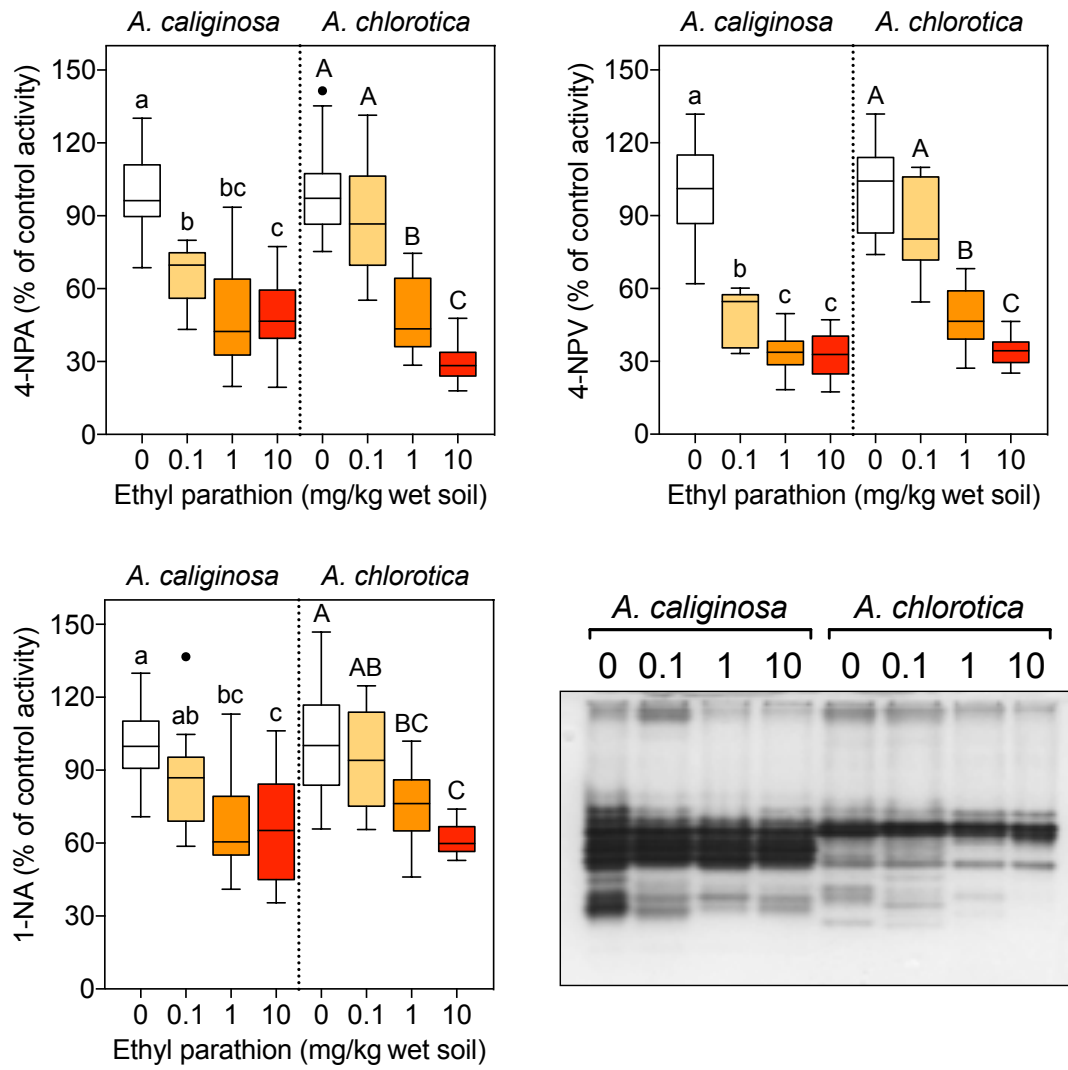 A. caliginosa A. chlorotica
4-NPA (% of control activity)
150
120
90
60
30
0
a b bc c A A B C
0 0.1 1 10 0 0.1 1 10
Ethyl parathion (mg/kg wet soil)
A. caliginosa A. chlorotica
4-NPV (% of control activity)
150
120
90
60
30
0
a b c c A A B C
0 0.1 1 10 0 0.1 1 10
Ethyl parathion (mg/kg wet soil)
A. caliginosa A. chlorotica
1-NA (% of control activity)
150
120
90
60
30
0
a ab bc c A AB BC C
0 0.1 1 10 0 0.1 1 10
Ethyl parathion (mg/kg wet soil)
A. caliginosa A. chlorotica
0 0.1 1 10 0 0.1 1 10